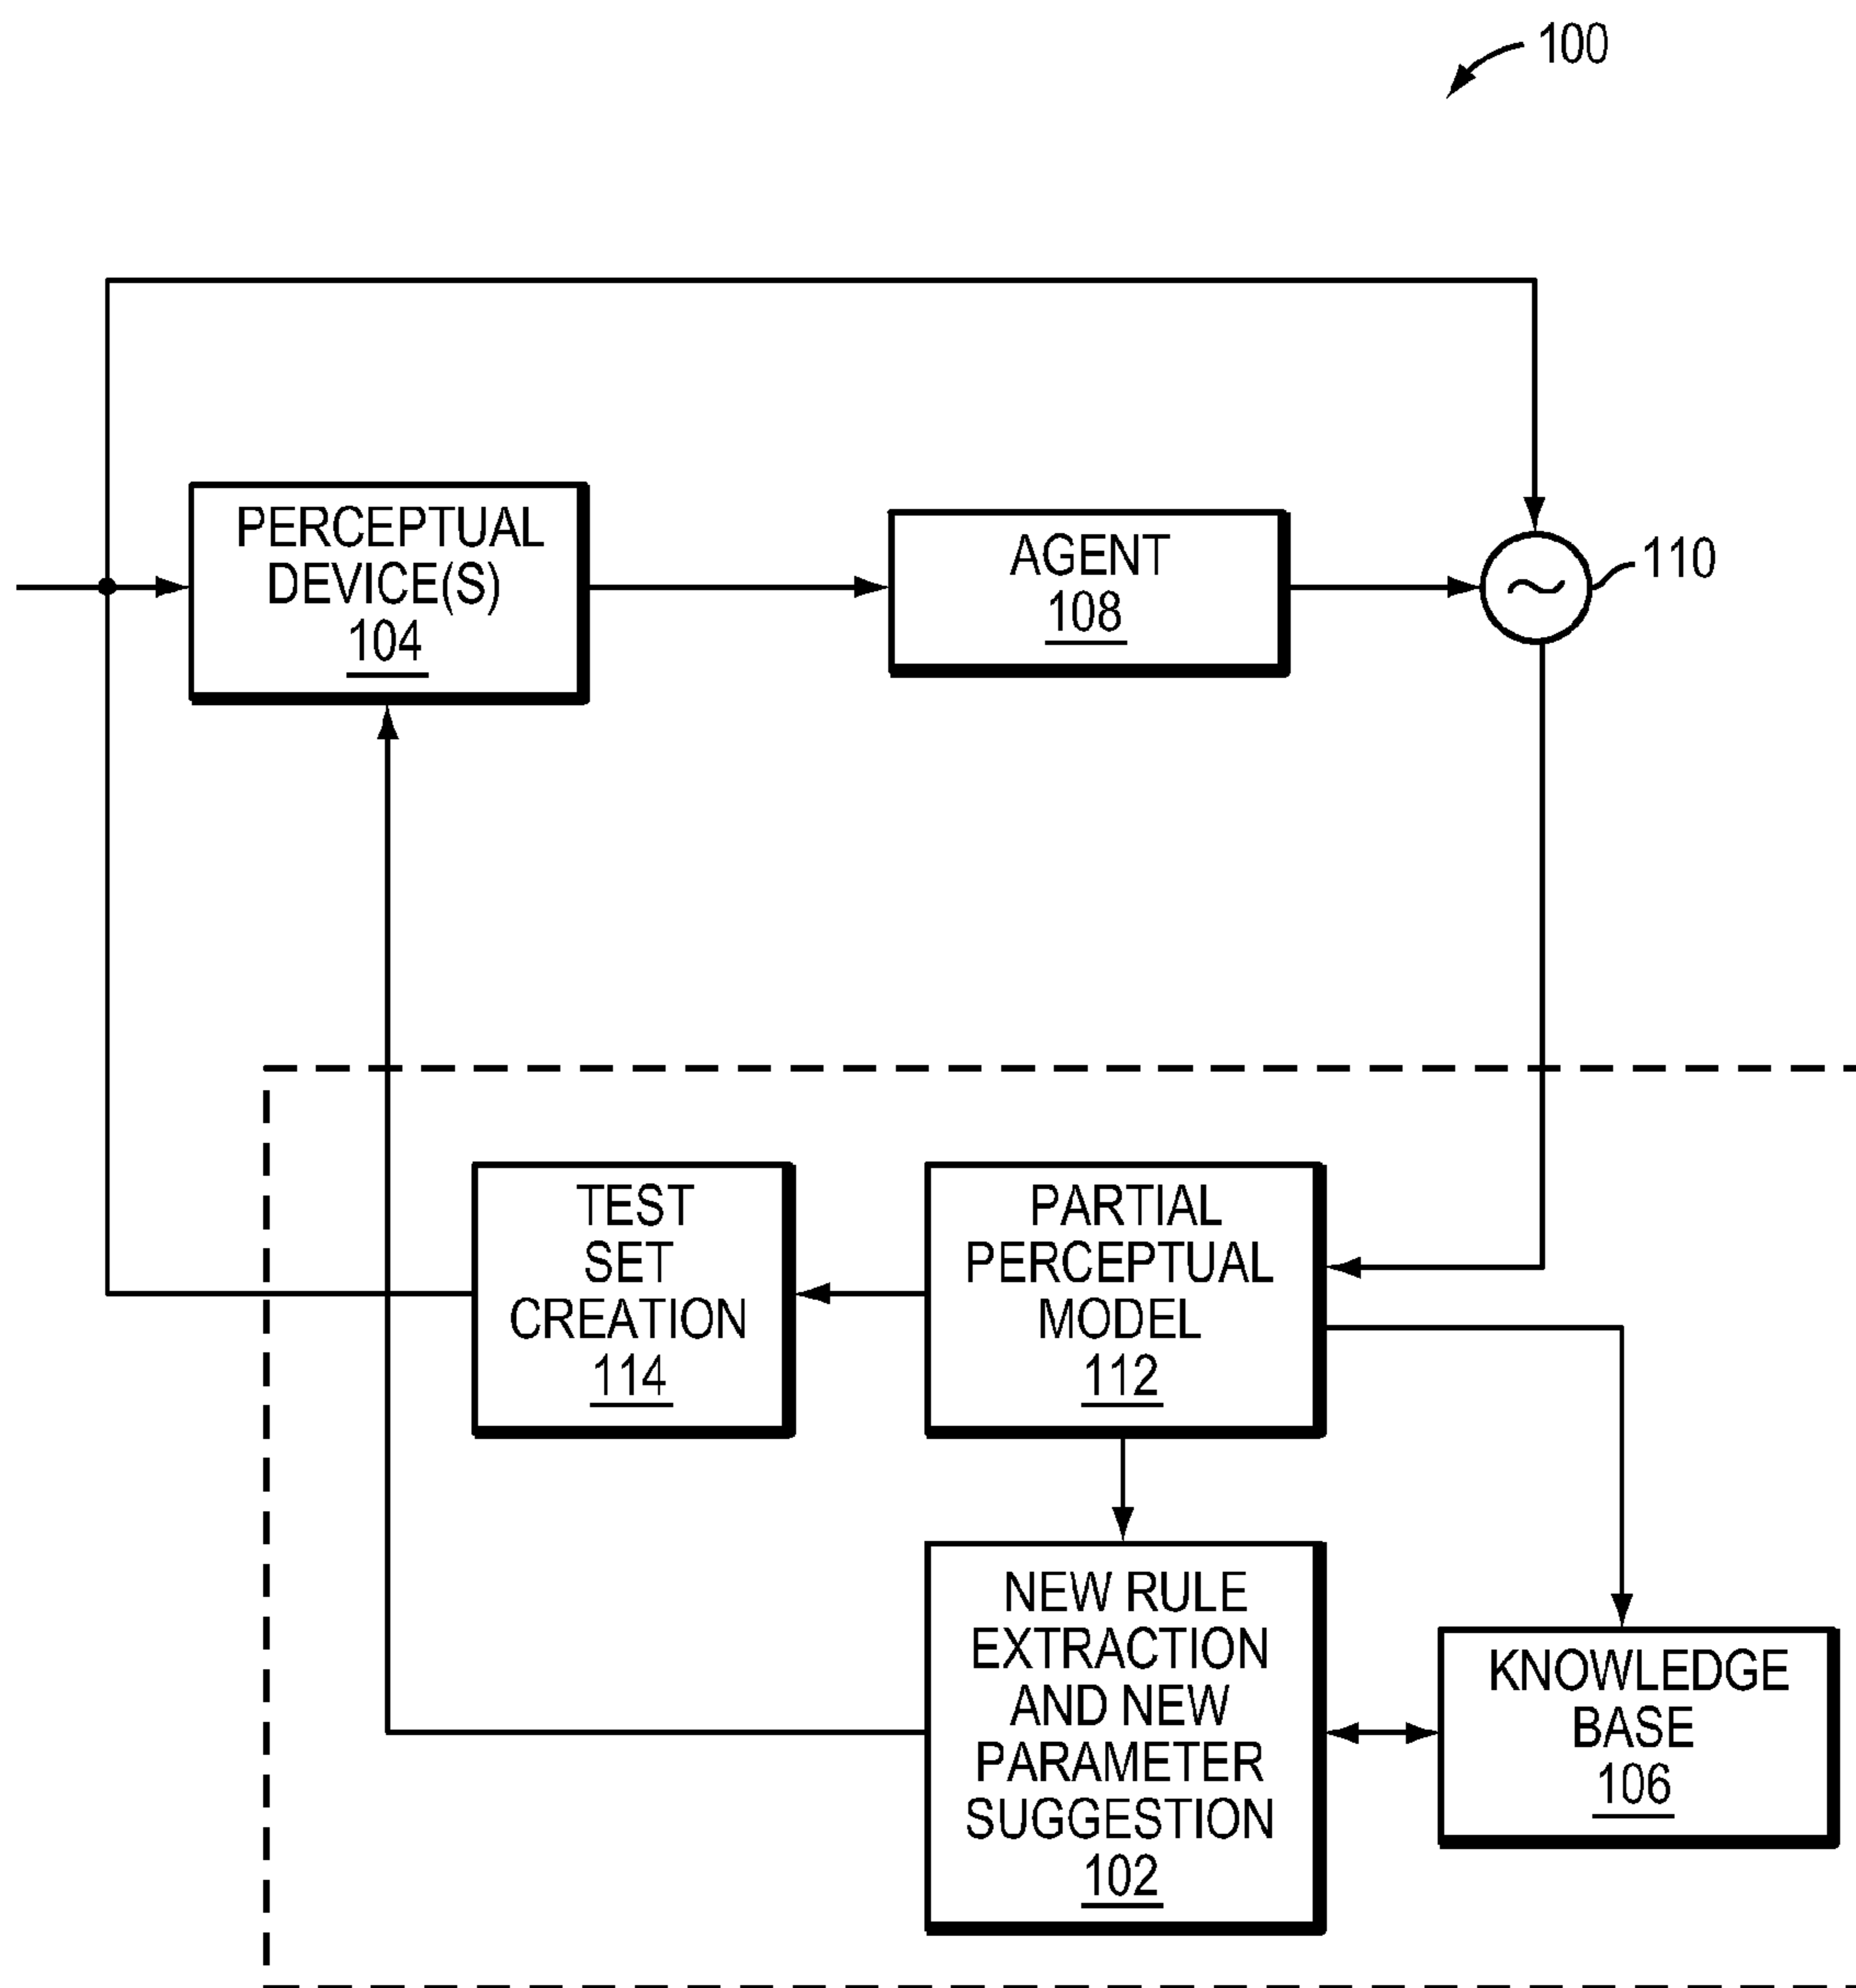 100
PERCEPTUAL
DEVICE(S)
104
AGENT
108
110
TEST
SET
CREATION
114
PARTIAL
PERCEPTUAL
MODEL
112
NEW RULE
EXTRACTION
AND NEW
PARAMETER
SUGGESTION
102
KNOWLEDGE
BASE
106